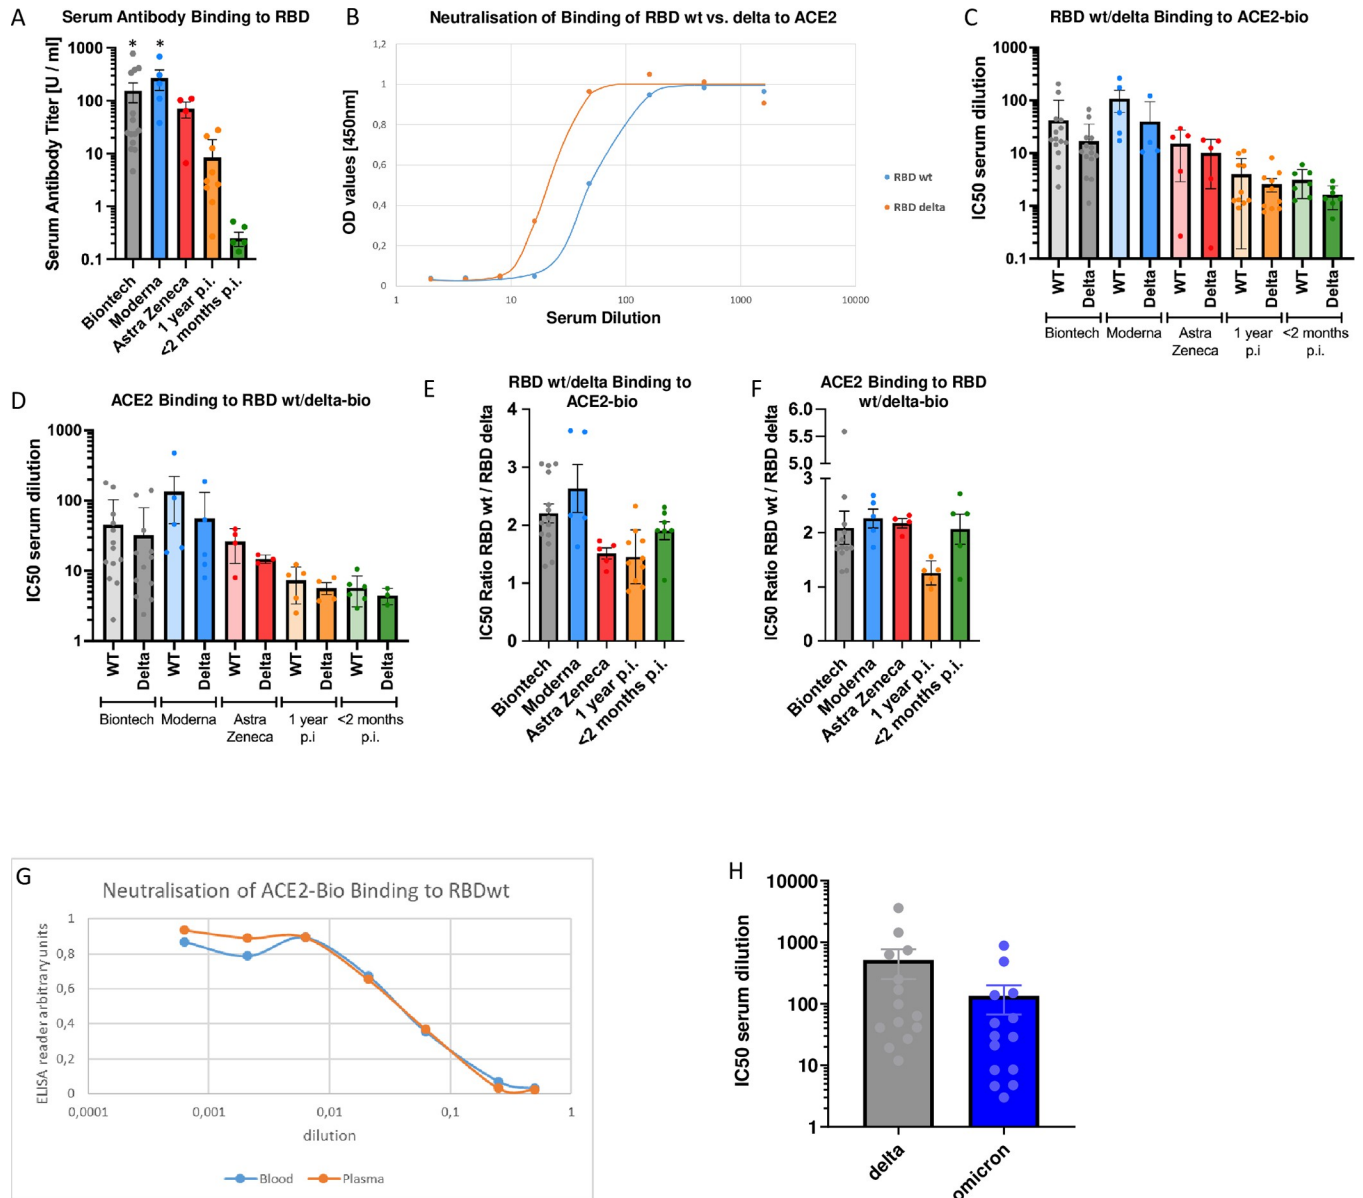 A
Serum Antibody Binding to RBD
Serum Antibody Titer [U / ml]
1000
100
10
1
0.1
* *
Biontech
Moderna
Astra Zeneca
1 year p.i.
<2 months p.i.
B
Neutralisation of Binding of RBD wt vs. delta to ACE2
OD values [450nm]
1,2
1
0,8
0,6
0,4
0,2
0
1 10 100 1000 10000
Serum Dilution
RBD wt
RBD delta
C
RBD wt/delta Binding to ACE2-bio
IC50 serum dilution
1000
100
10
1
0.1
WT Delta WT Delta WT Delta WT Delta WT Delta
Biontech Moderna Astra Zeneca 1 year p.i <2 months p.i.
D
ACE2 Binding to RBD wt/delta-bio
IC50 serum dilution
1000
100
10
1
WT Delta WT Delta WT Delta WT Delta WT Delta
Biontech Moderna Astra Zeneca 1 year p.i <2 months p.i.
E
RBD wt/delta Binding to
ACE2-bio
IC50 Ratio RBD wt / RBD delta
4
3
2
1
0
Biontech
Moderna
Astra Zeneca
1 year p.i.
<2 months p.i.
F
ACE2 Binding to RBD
wt/delta-bio
IC50 Ratio RBD wt / RBD delta
6.0
5.5
5.0
3
2
1
0
Biontech
Moderna
Astra Zeneca
1 year p.i.
<2 months p.i.
G
Neutralisation of ACE2-Bio Binding to RBDwt
ELISA reader arbitrary units
1
0,8
0,6
0,4
0,2
0
0,0001 0,001 0,01 0,1 1
dilution
Blood Plasma
H
IC50 serum dilution
10000
1000
100
10
1
delta
omicron